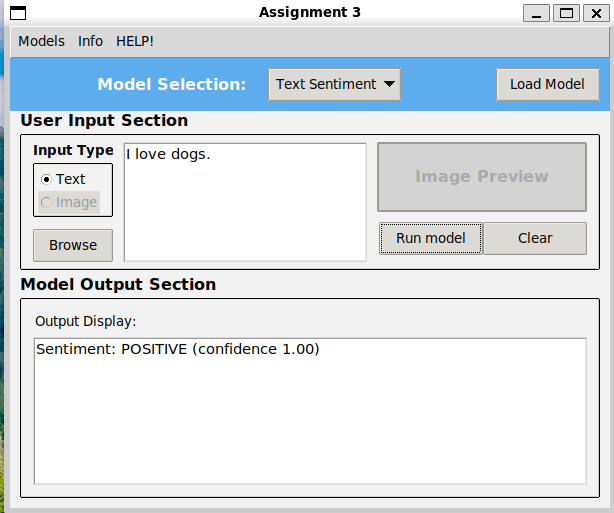 Assignment 3
Models Info HELP!
Model Selection: Text Sentiment Load Model
User Input Section
Input Type
Text
Image
Browse
I love dogs.
Image Preview
Run model Clear
Model Output Section
Output Display:
Sentiment: POSITIVE (confidence 1.00)